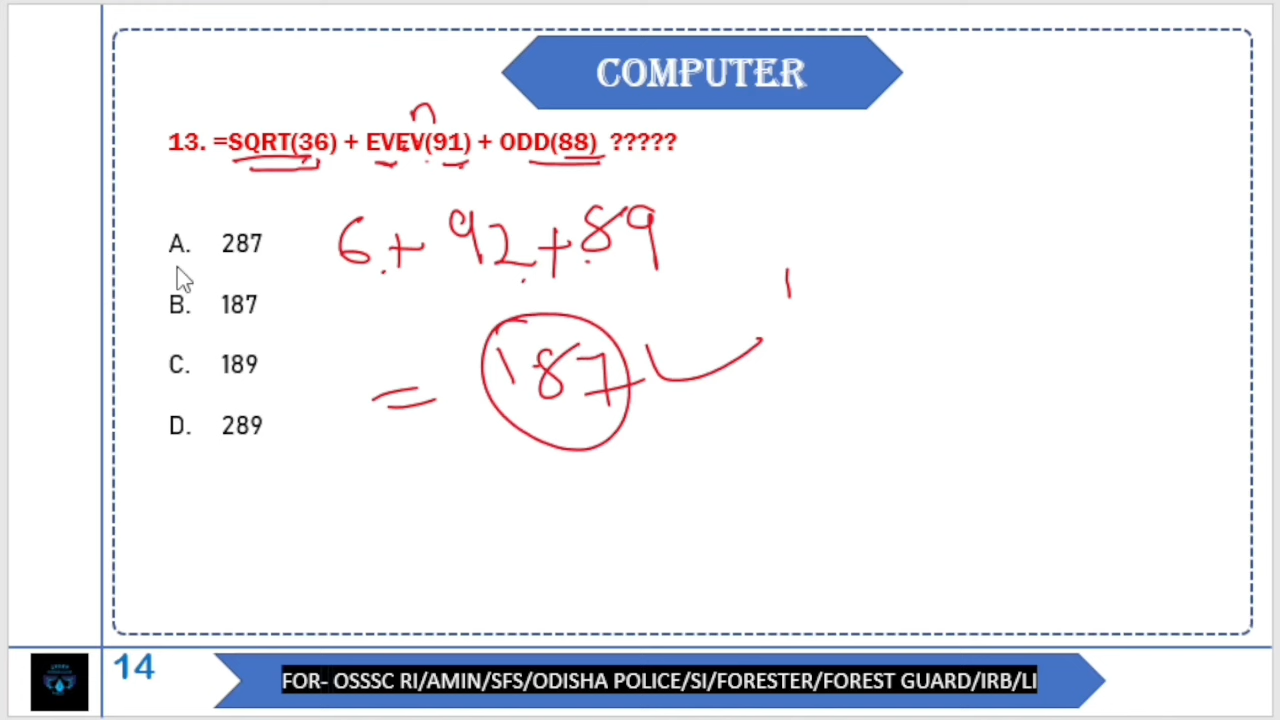 COMPUTER
n
13. =SQRT(36) + EVEV(91) + ODD(88) ?????
6 + 92 + 89
A. 287
B. 187
C. 189
D. 289
= 187
14
FOR- OSSSC RI/AMIN/SFS/ODISHA POLICE/SI/FORESTER/FOREST GUARD/IRB/LI